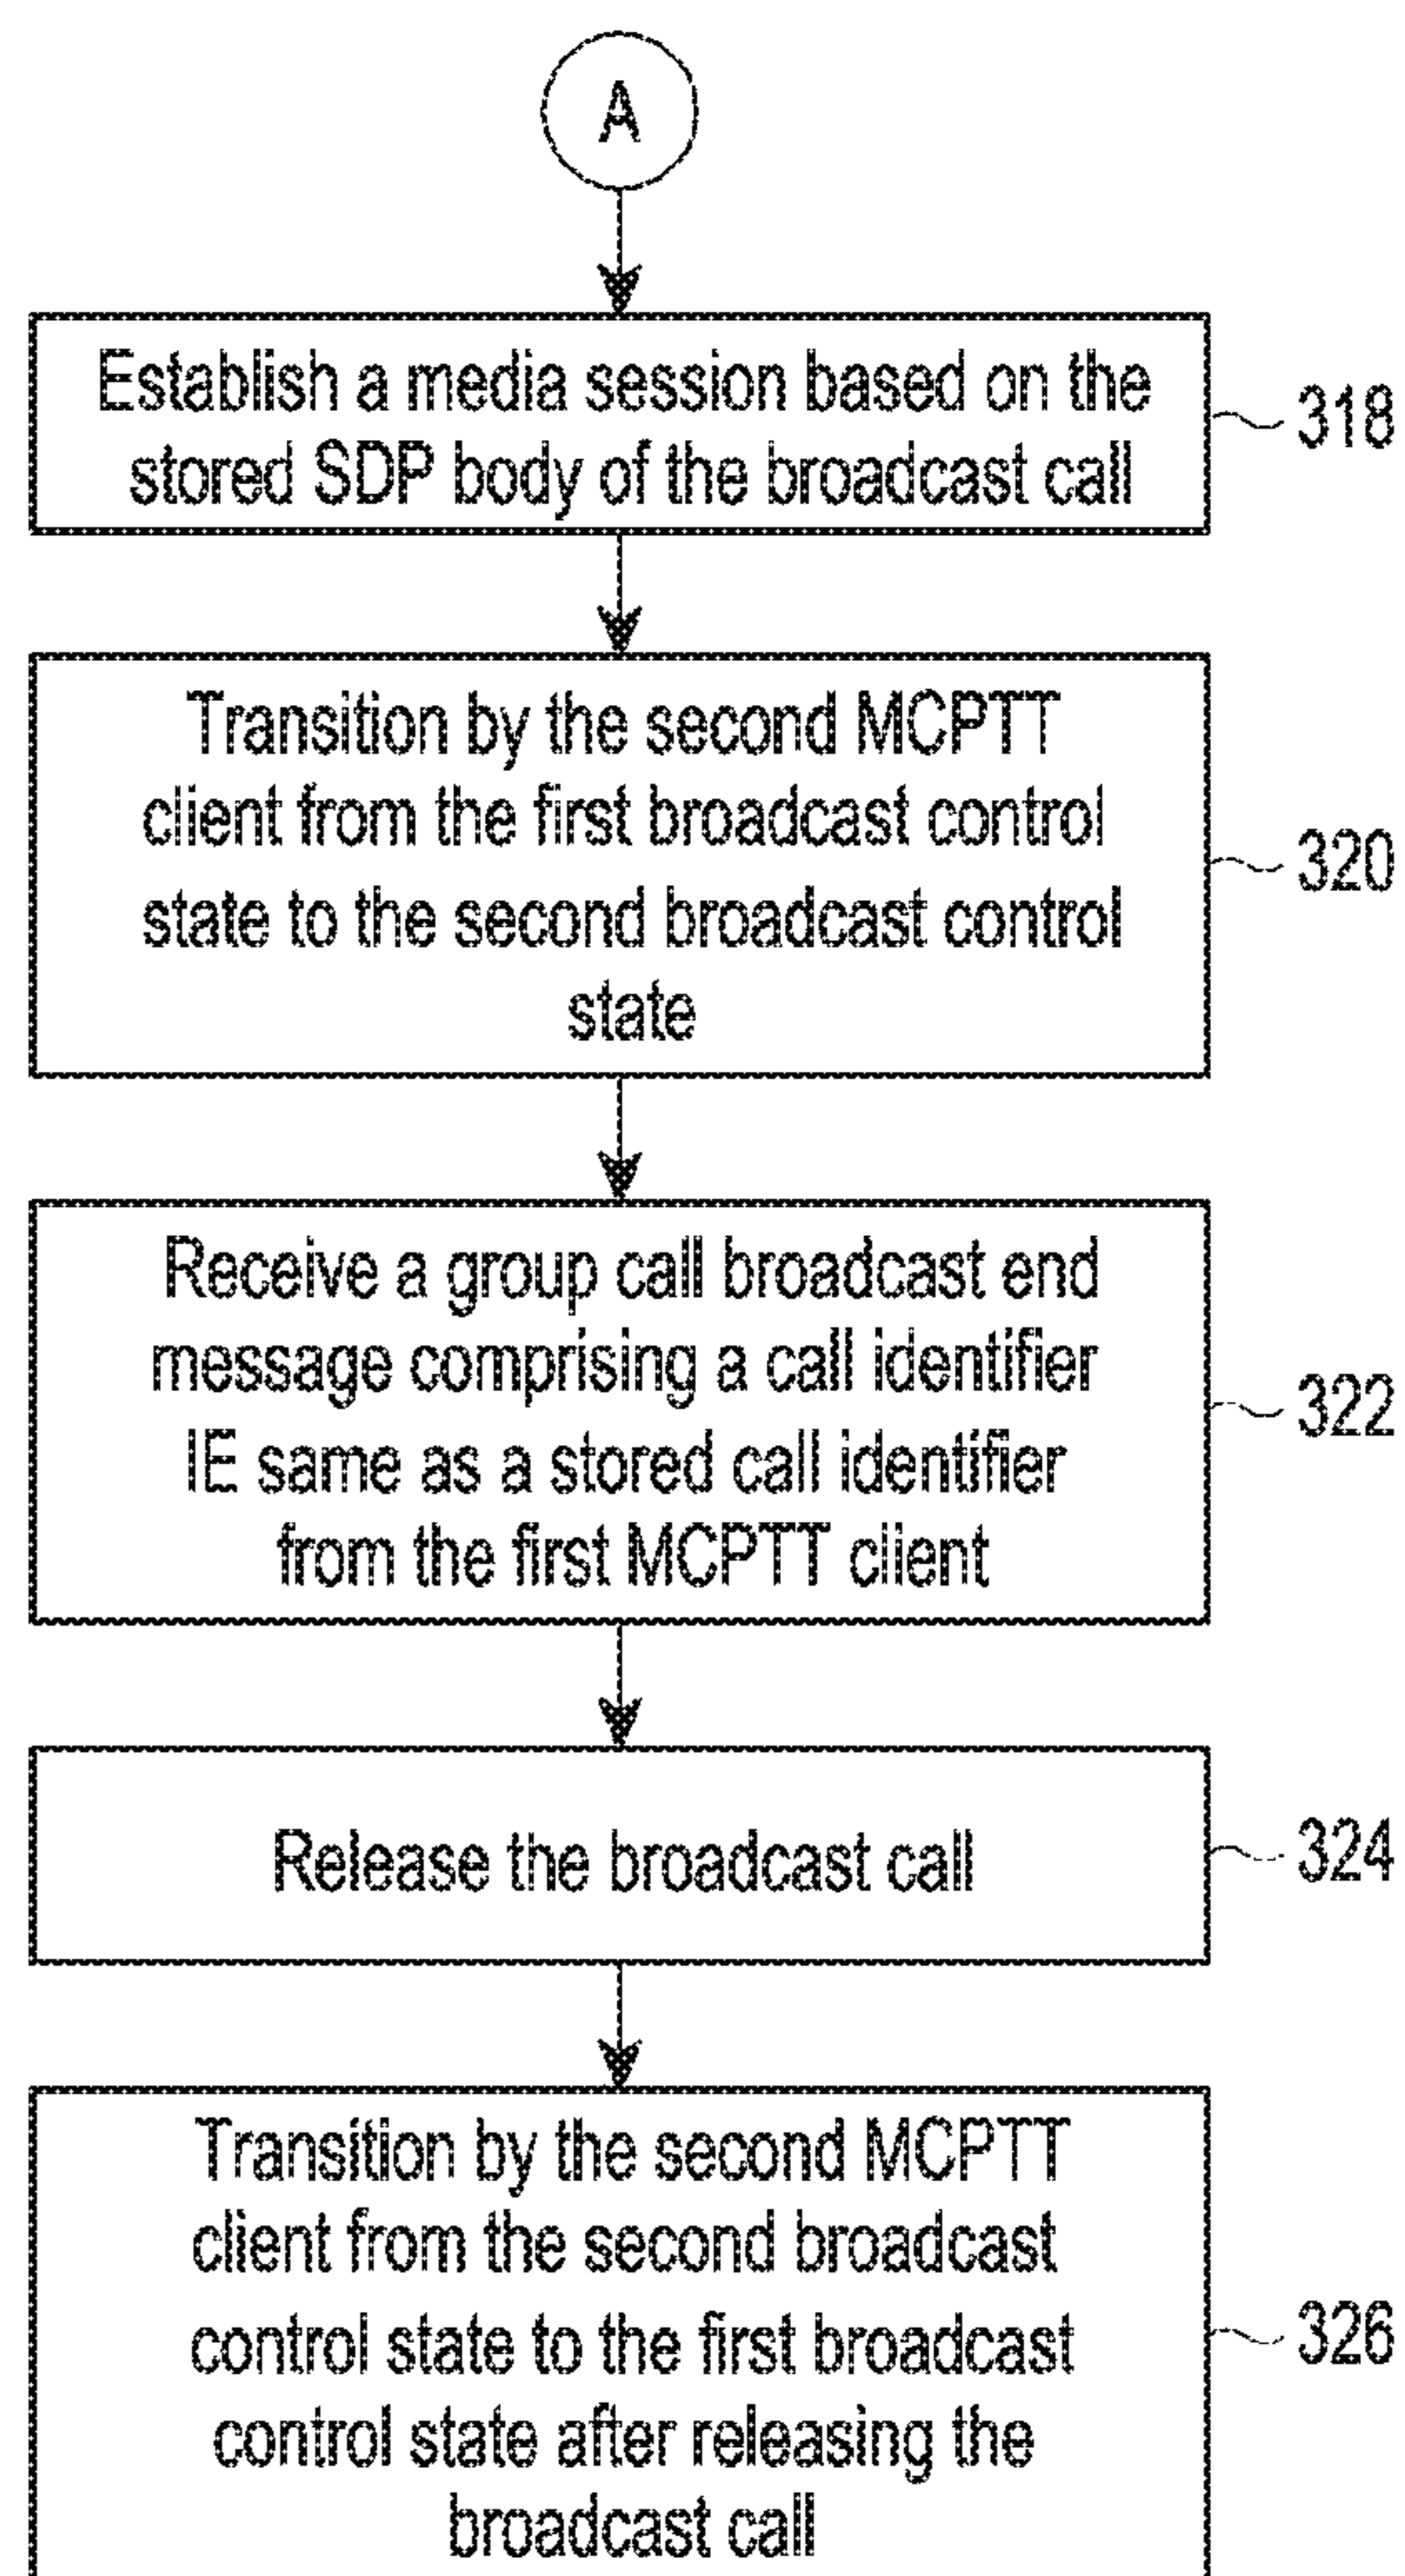 A
Establish a media session based on the
stored SDP body of the broadcast call
318
Transition by the second MCPTT
client from the first broadcast control
state to the second broadcast control
state
320
Receive a group call broadcast end
message comprising a call identifier
IE same as a stored call identifier
from the first MCPTT client
322
Release the broadcast call
324
Transition by the second MCPTT
client from the second broadcast
control state to the first broadcast
control state after releasing the
broadcast call
326